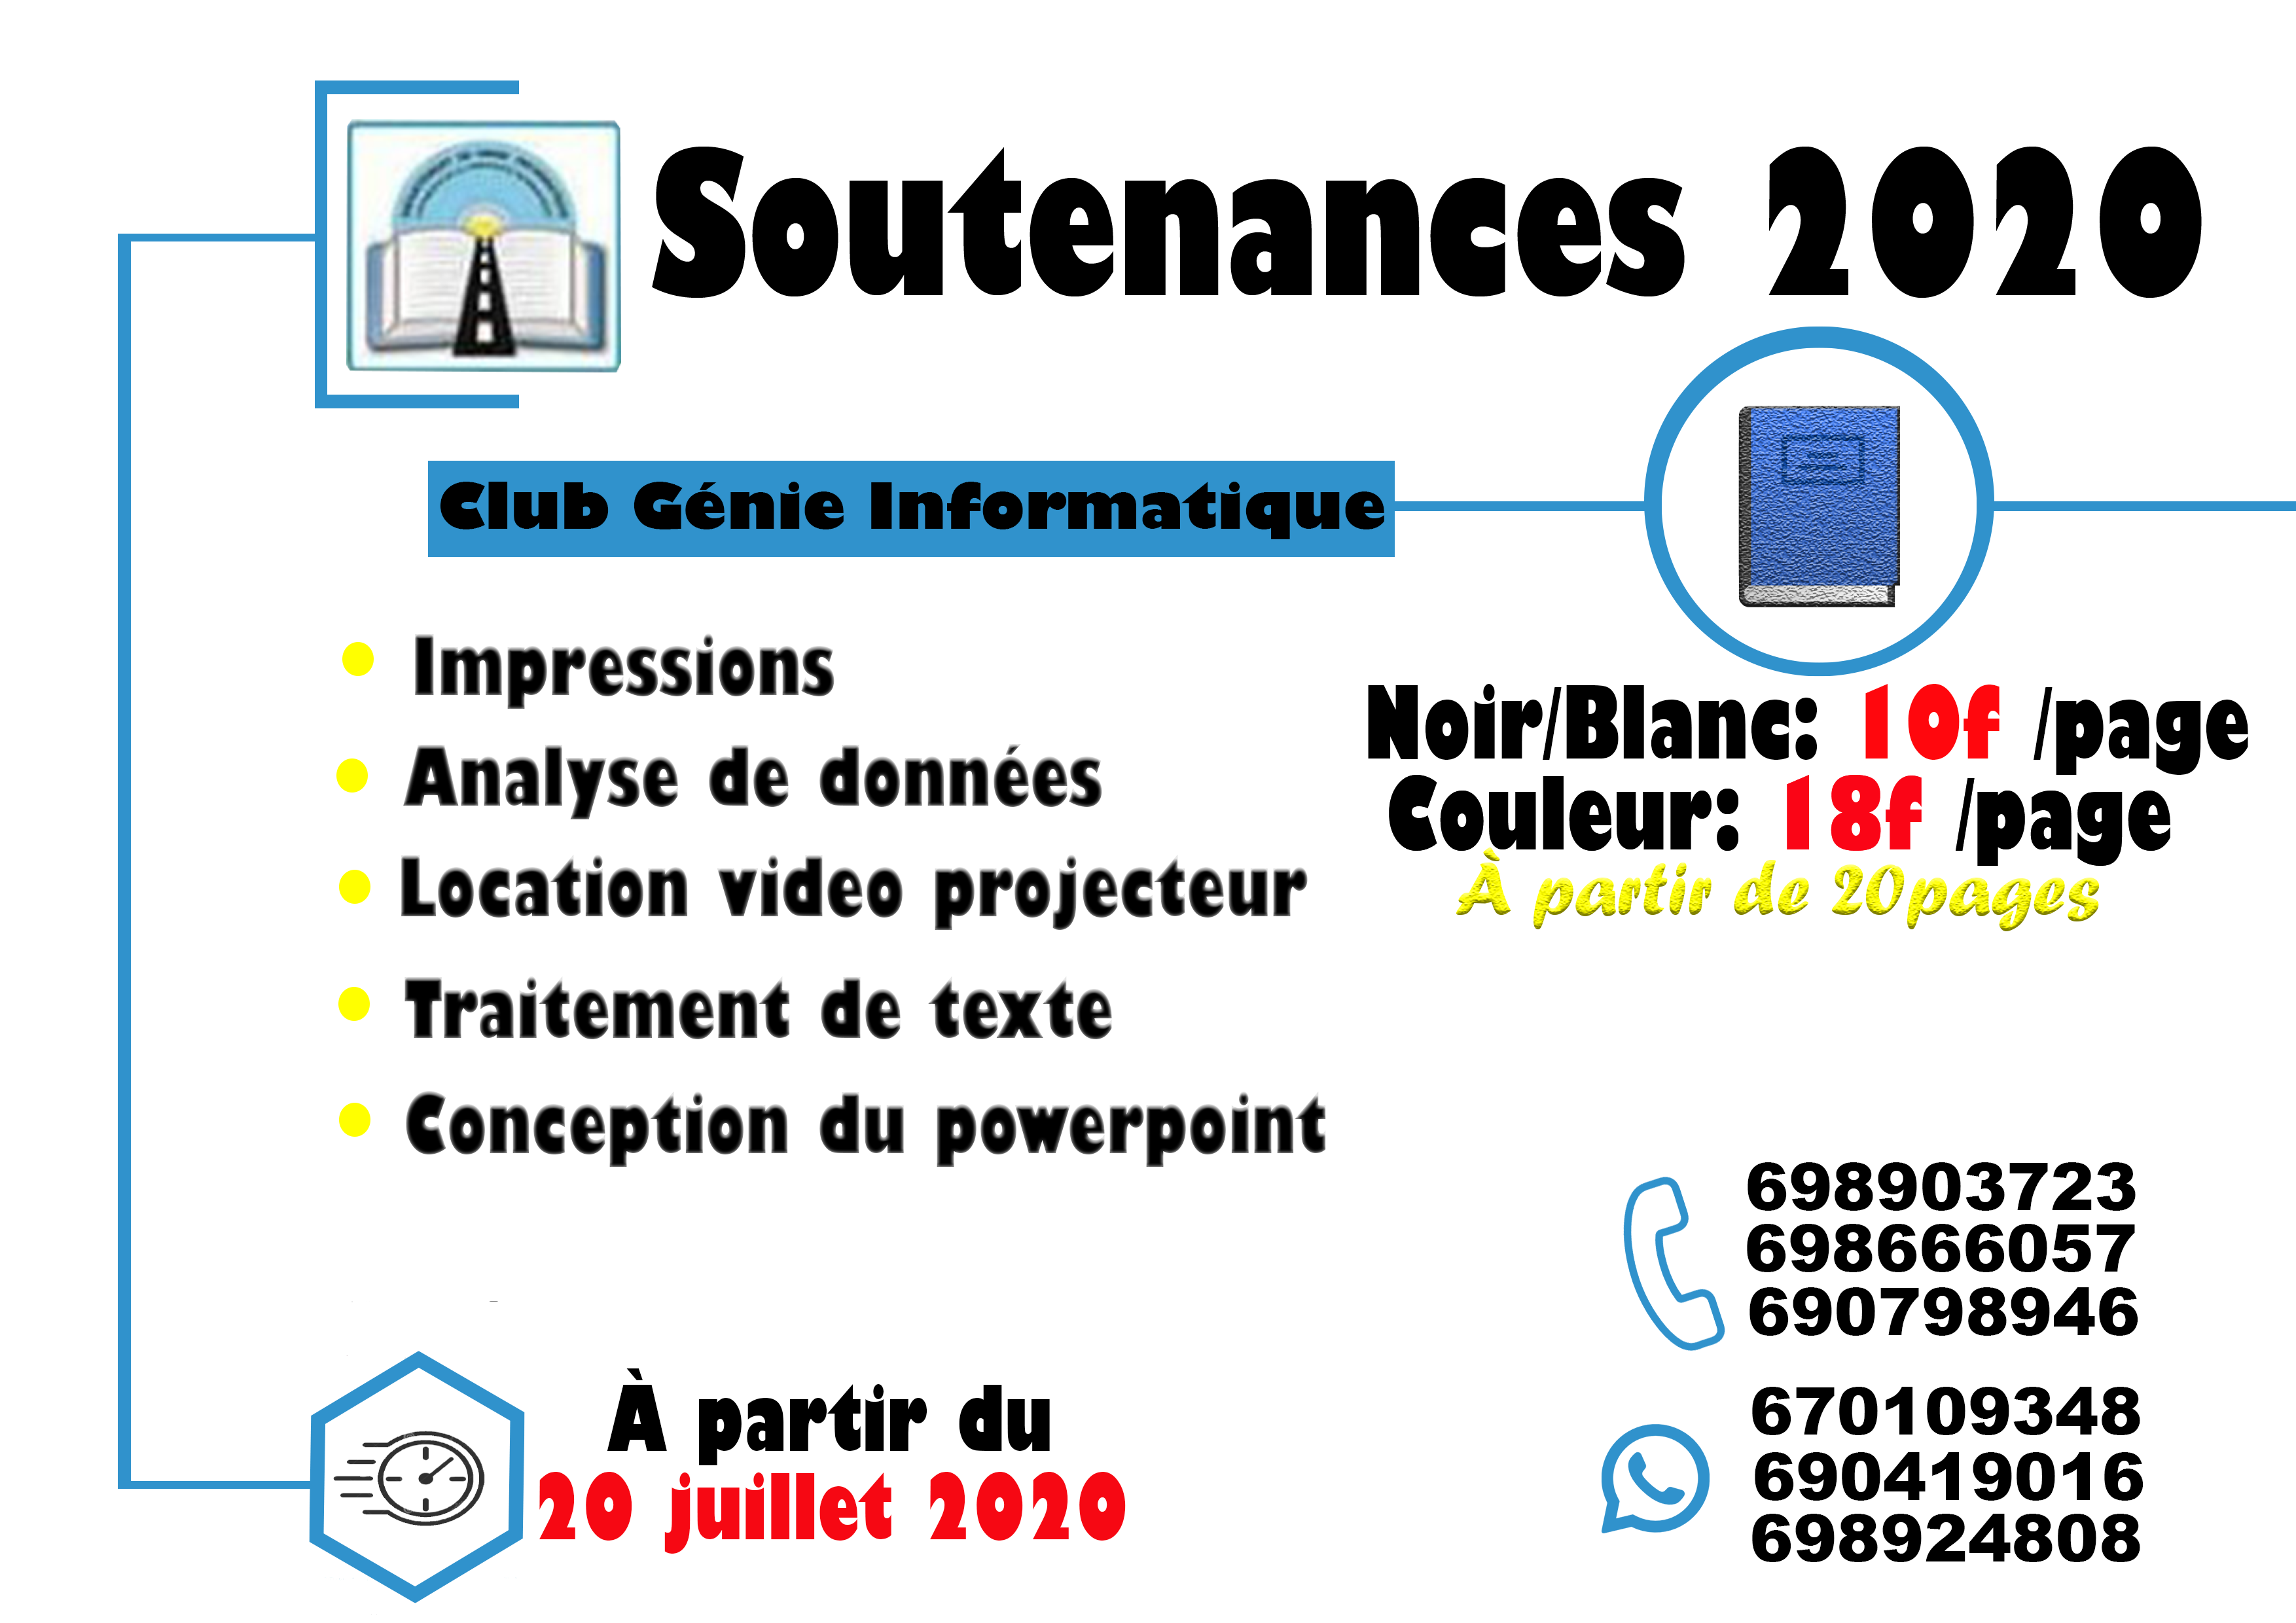 Soutenances 2020
Club Génie Informatique
Impressions
Analyse de données
Location video projecteur
Traitement de texte
Conception du powerpoint
Noir/Blanc: 10f /page
Couleur: 18f /page
À partir de 20pages
698903723
698666057
690798946
670109348
690419016
698924808
À partir du
20 juillet 2020